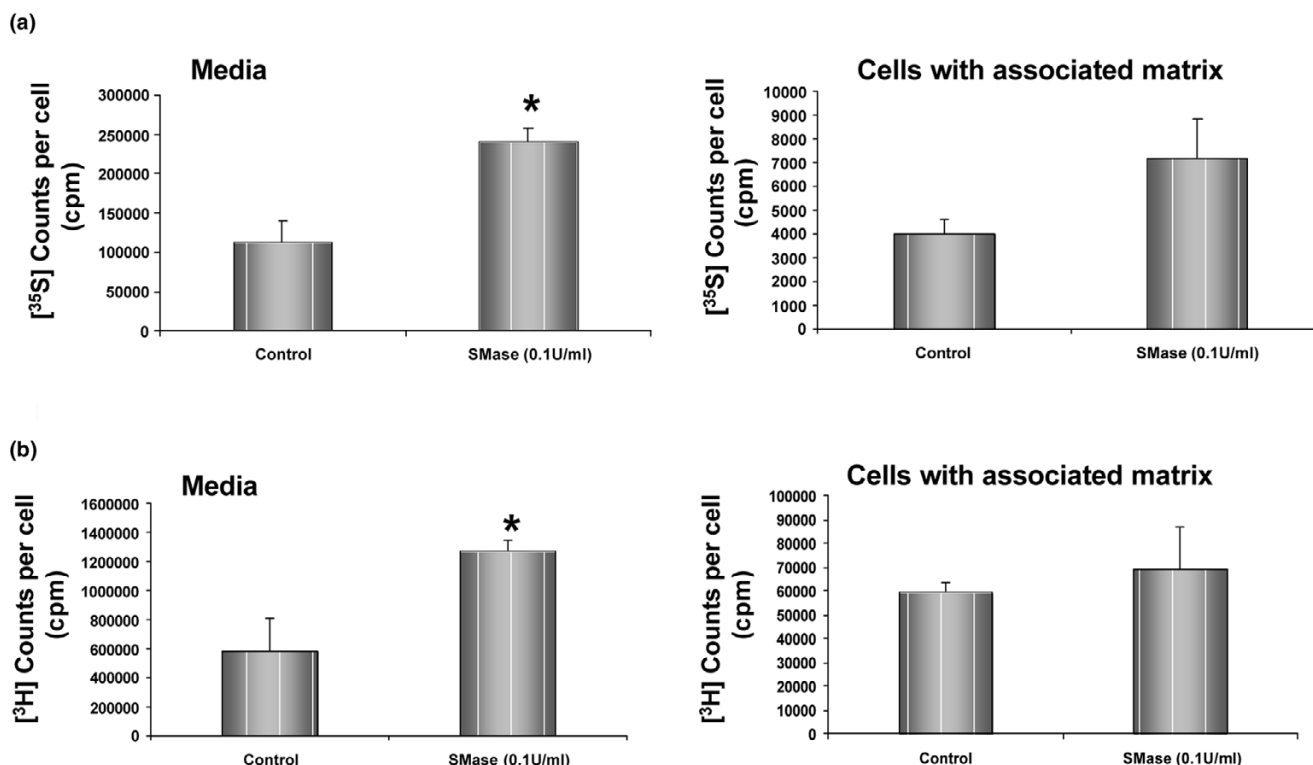 (a)
Media
[³⁵S] Counts per cell
(cpm)
300000
250000
200000
150000
100000
50000
0
*
Control
SMase (0.1U/ml)
Cells with associated matrix
[³⁵S] Counts per cell
(cpm)
10000
9000
8000
7000
6000
5000
4000
3000
2000
1000
0
Control
SMase (0.1U/ml)
(b)
Media
[³H] Counts per cell
(cpm)
1600000
1400000
1200000
1000000
800000
600000
400000
200000
0
*
Control
SMase (0.1U/ml)
Cells with associated matrix
[³H] Counts per cell
(cpm)
100000
90000
80000
70000
60000
50000
40000
30000
20000
10000
0
Control
SMase (0.1U/ml)